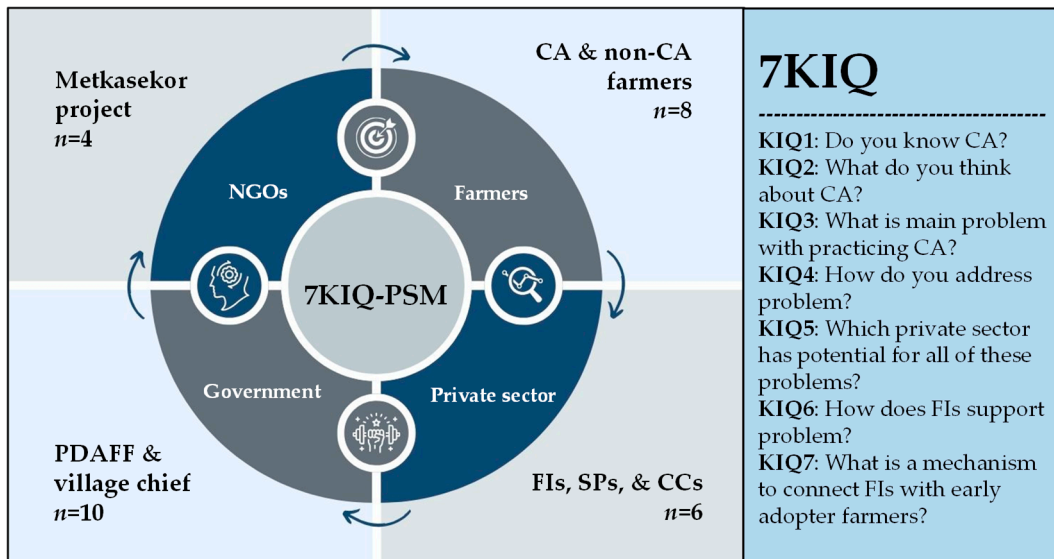 Metkasekor
project
n=4
CA & non-CA
farmers
n=8
NGOs
Farmers
7KIQ-PSM
Government
Private sector
PDAFF &
village chief
n=10
FIs, SPs, & CCs
n=6
7KIQ
KIQ1: Do you know CA?
KIQ2: What do you think
about CA?
KIQ3: What is main problem
with practicing CA?
KIQ4: How do you address
problem?
KIQ5: Which private sector
has potential for all of these
problems?
KIQ6: How does FIs support
problem?
KIQ7: What is a mechanism
to connect FIs with early
adopter farmers?